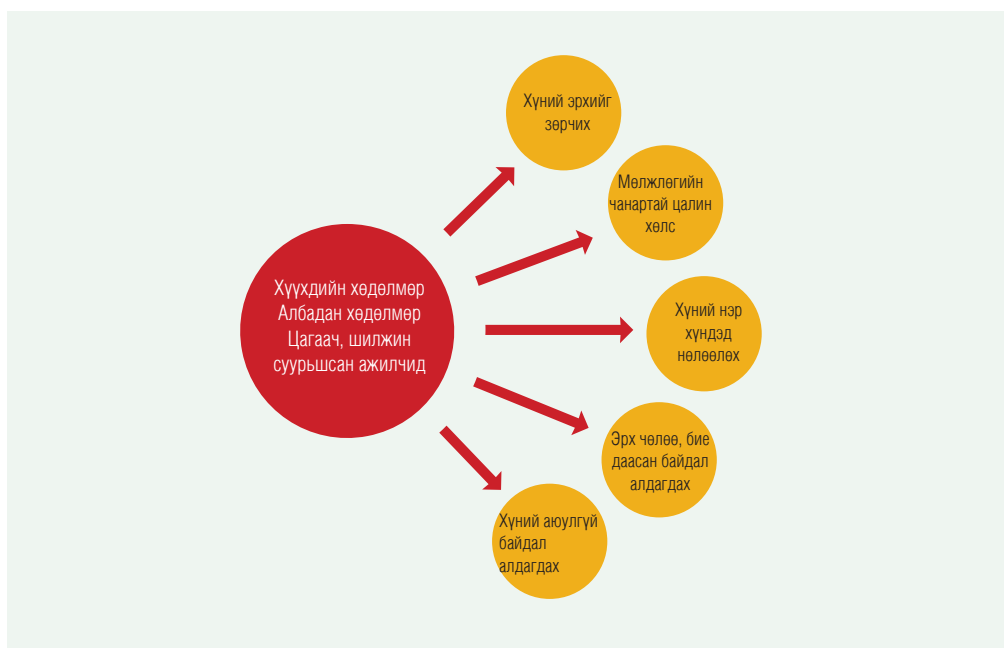 Хүүхдийн хөдөлмөр
Албадан хөдөлмөр
Цагаач, шилжин
суурьшсан ажилчид
Хүний эрхийг
зөрчих
Мөлжлөгийн
чанартай цалин
хөлс
Хүний нэр
хүндэд
нөлөөлөх
Эрх чөлөө, бие
даасан байдал
алдагдах
Хүний аюулгүй
байдал
алдагдах